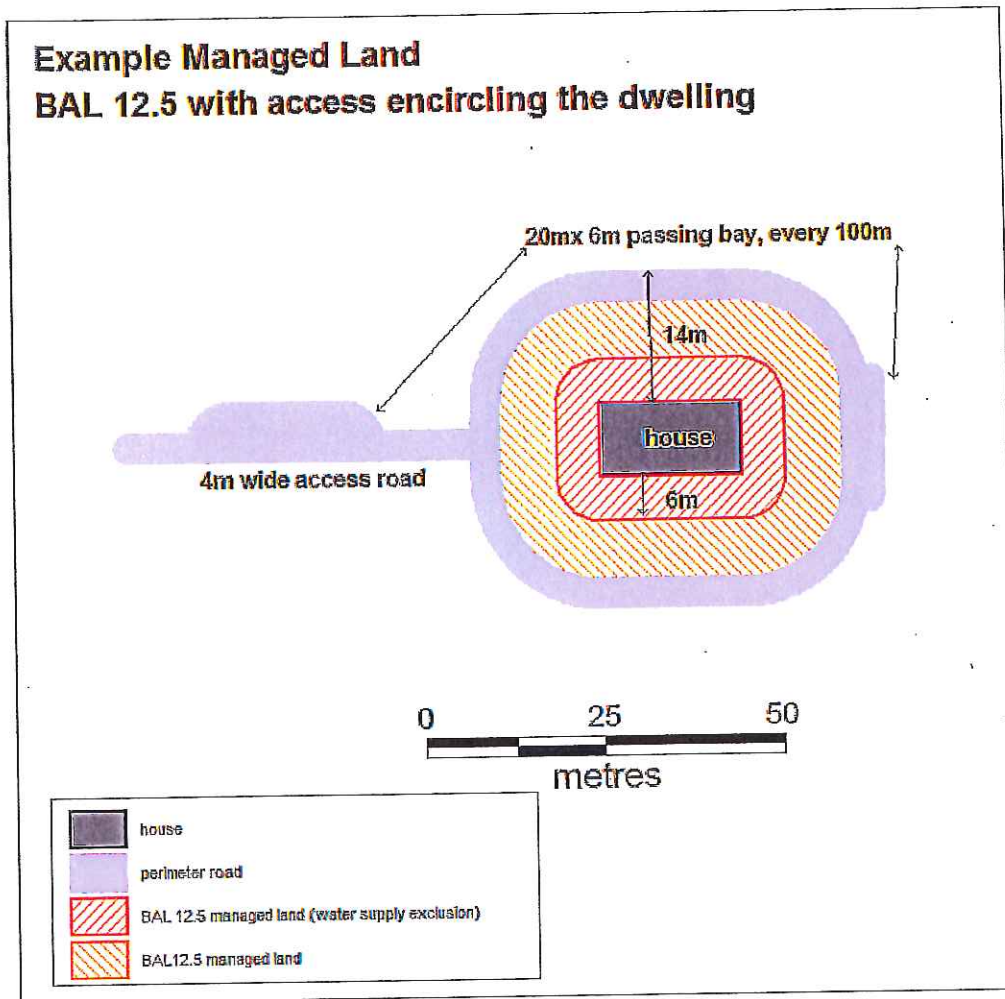 Example Managed Land
BAL 12.5 with access encircling the dwelling
20mx 6m passing bay, every 100m
14m
house
4m wide access road
6m
0 25 50
metres
house
perimeter road
BAL 12.5 managed land (water supply exclusion)
BAL12.5 managed land